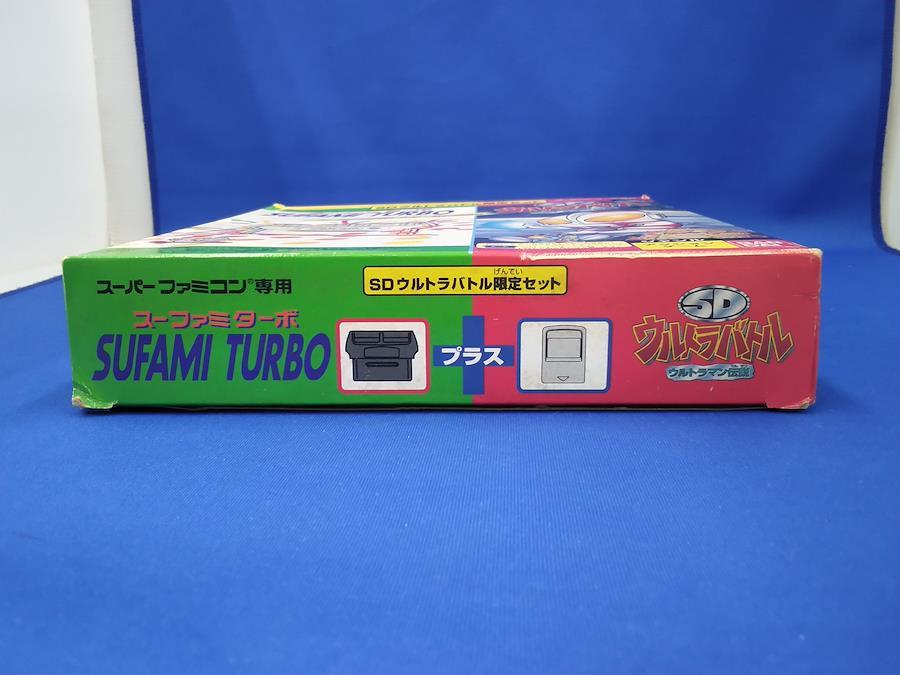 SUFAMI TURBO
スーパーファミコン®専用
SDウルトラバトル限定セット
げんてい
スーファミターボ
SUFAMI TURBO
プラス
SD
ウルトラバトル
ウルトラマン伝説